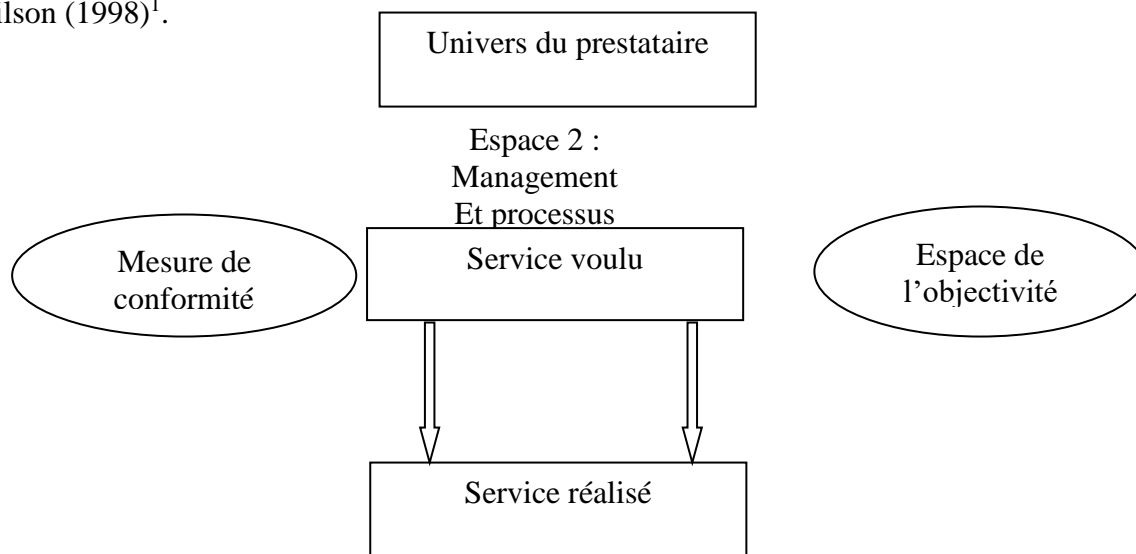 ilson (1998)¹.
Univers du prestataire
Espace 2 :
Management
Et processus
Mesure de
conformité
Service voulu
Espace de
l’objectivité
Service réalisé